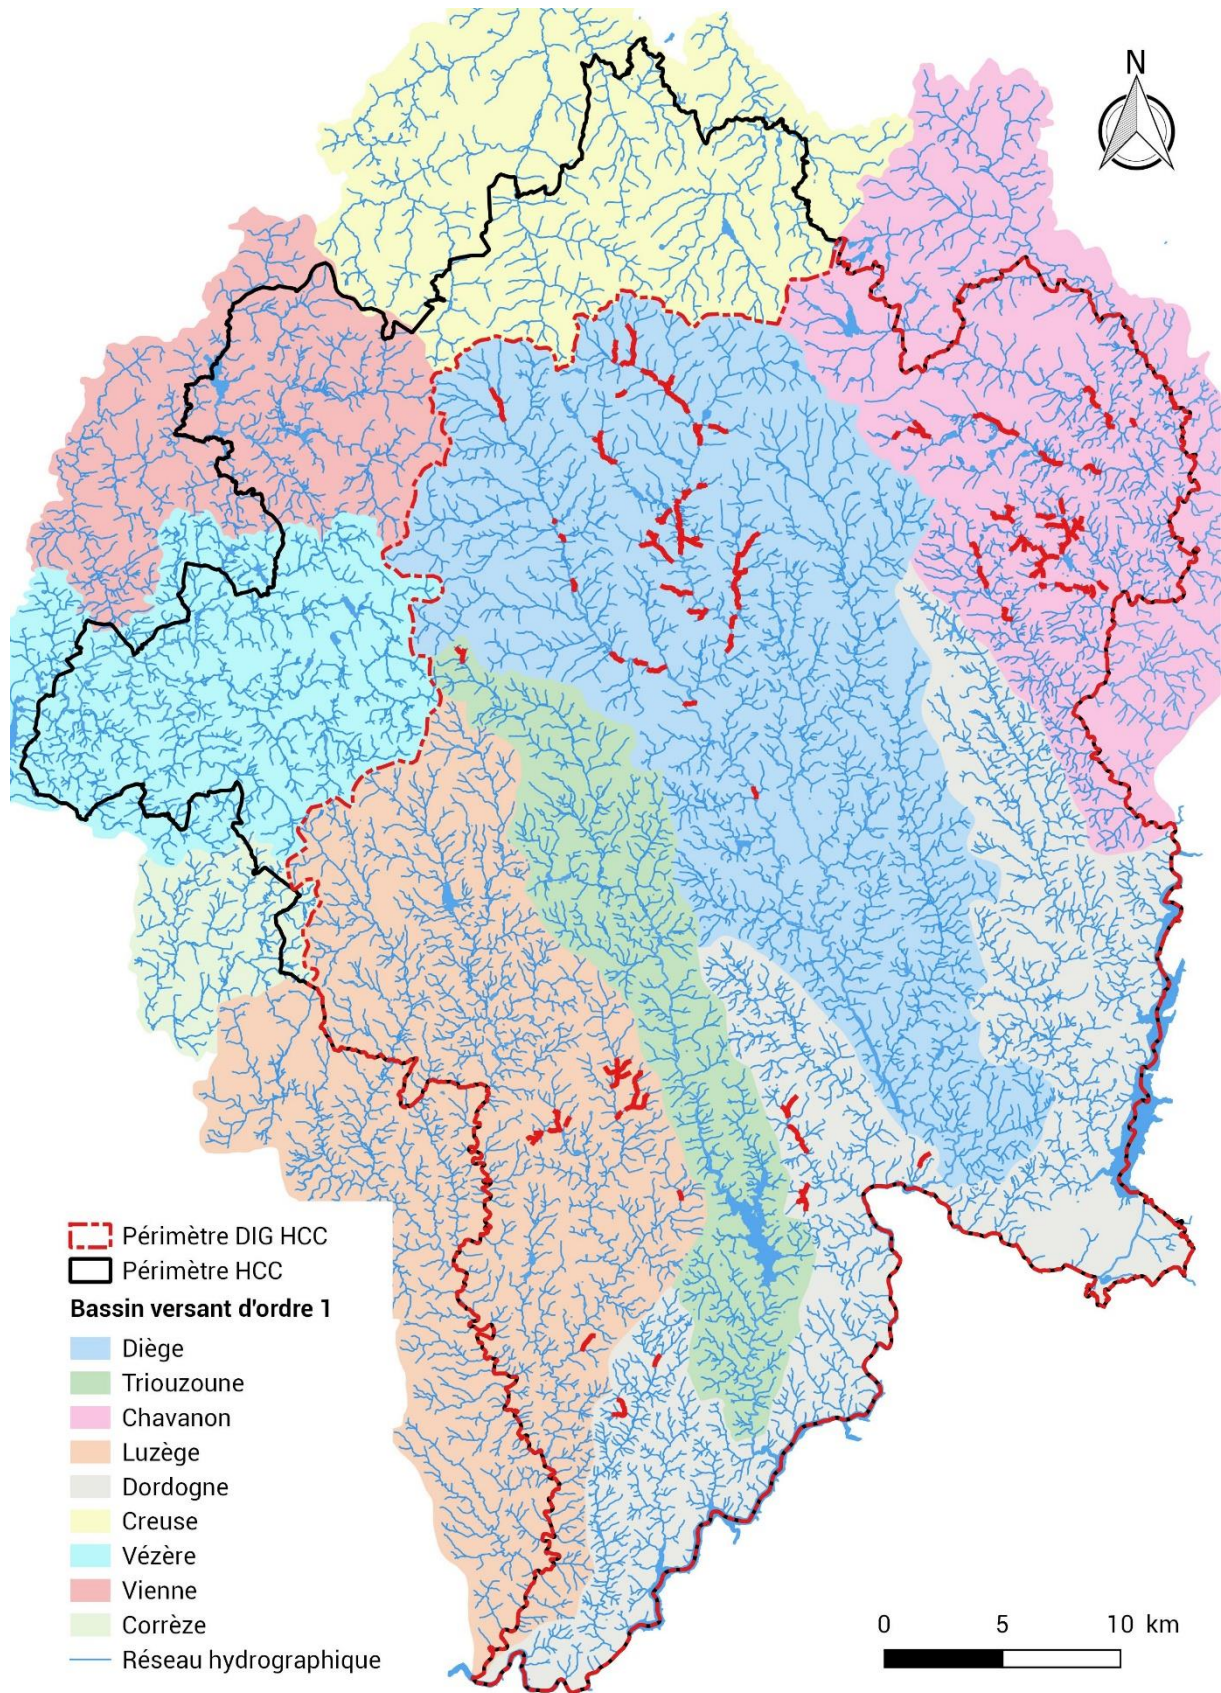 N
Périmètre DIG HCC
Périmètre HCC
Bassin versant d'ordre 1
Diège
Triouzoune
Chavanon
Luzège
Dordogne
Creuse
Vézère
Vienne
Corrèze
Réseau hydrographique
0 5 10 km